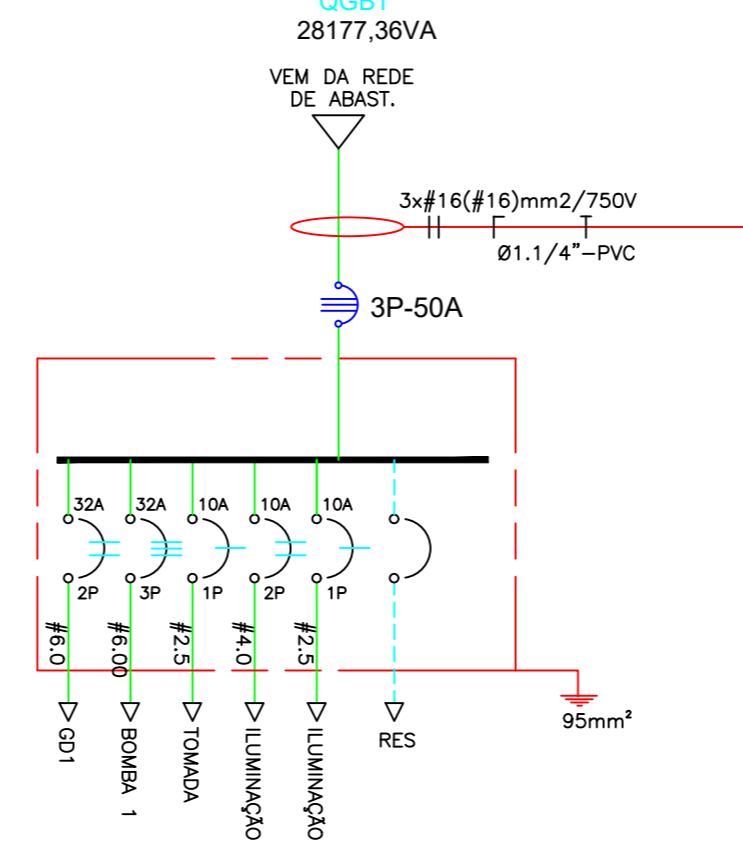 QGBT
28177,36VA
VEM DA REDE
DE ABAST.
3x#16(#16)mm2/750V
Ø1.1/4"-PVC
3P-50A
32A
32A
10A
10A
10A
2P
3P
1P
2P
1P
#6.0
#6.00
#2.5
#4.0
#2.5
GD1
BOMBA 1
TOMADA
ILUMINAÇÃO
ILUMINAÇÃO
RES
95mm²